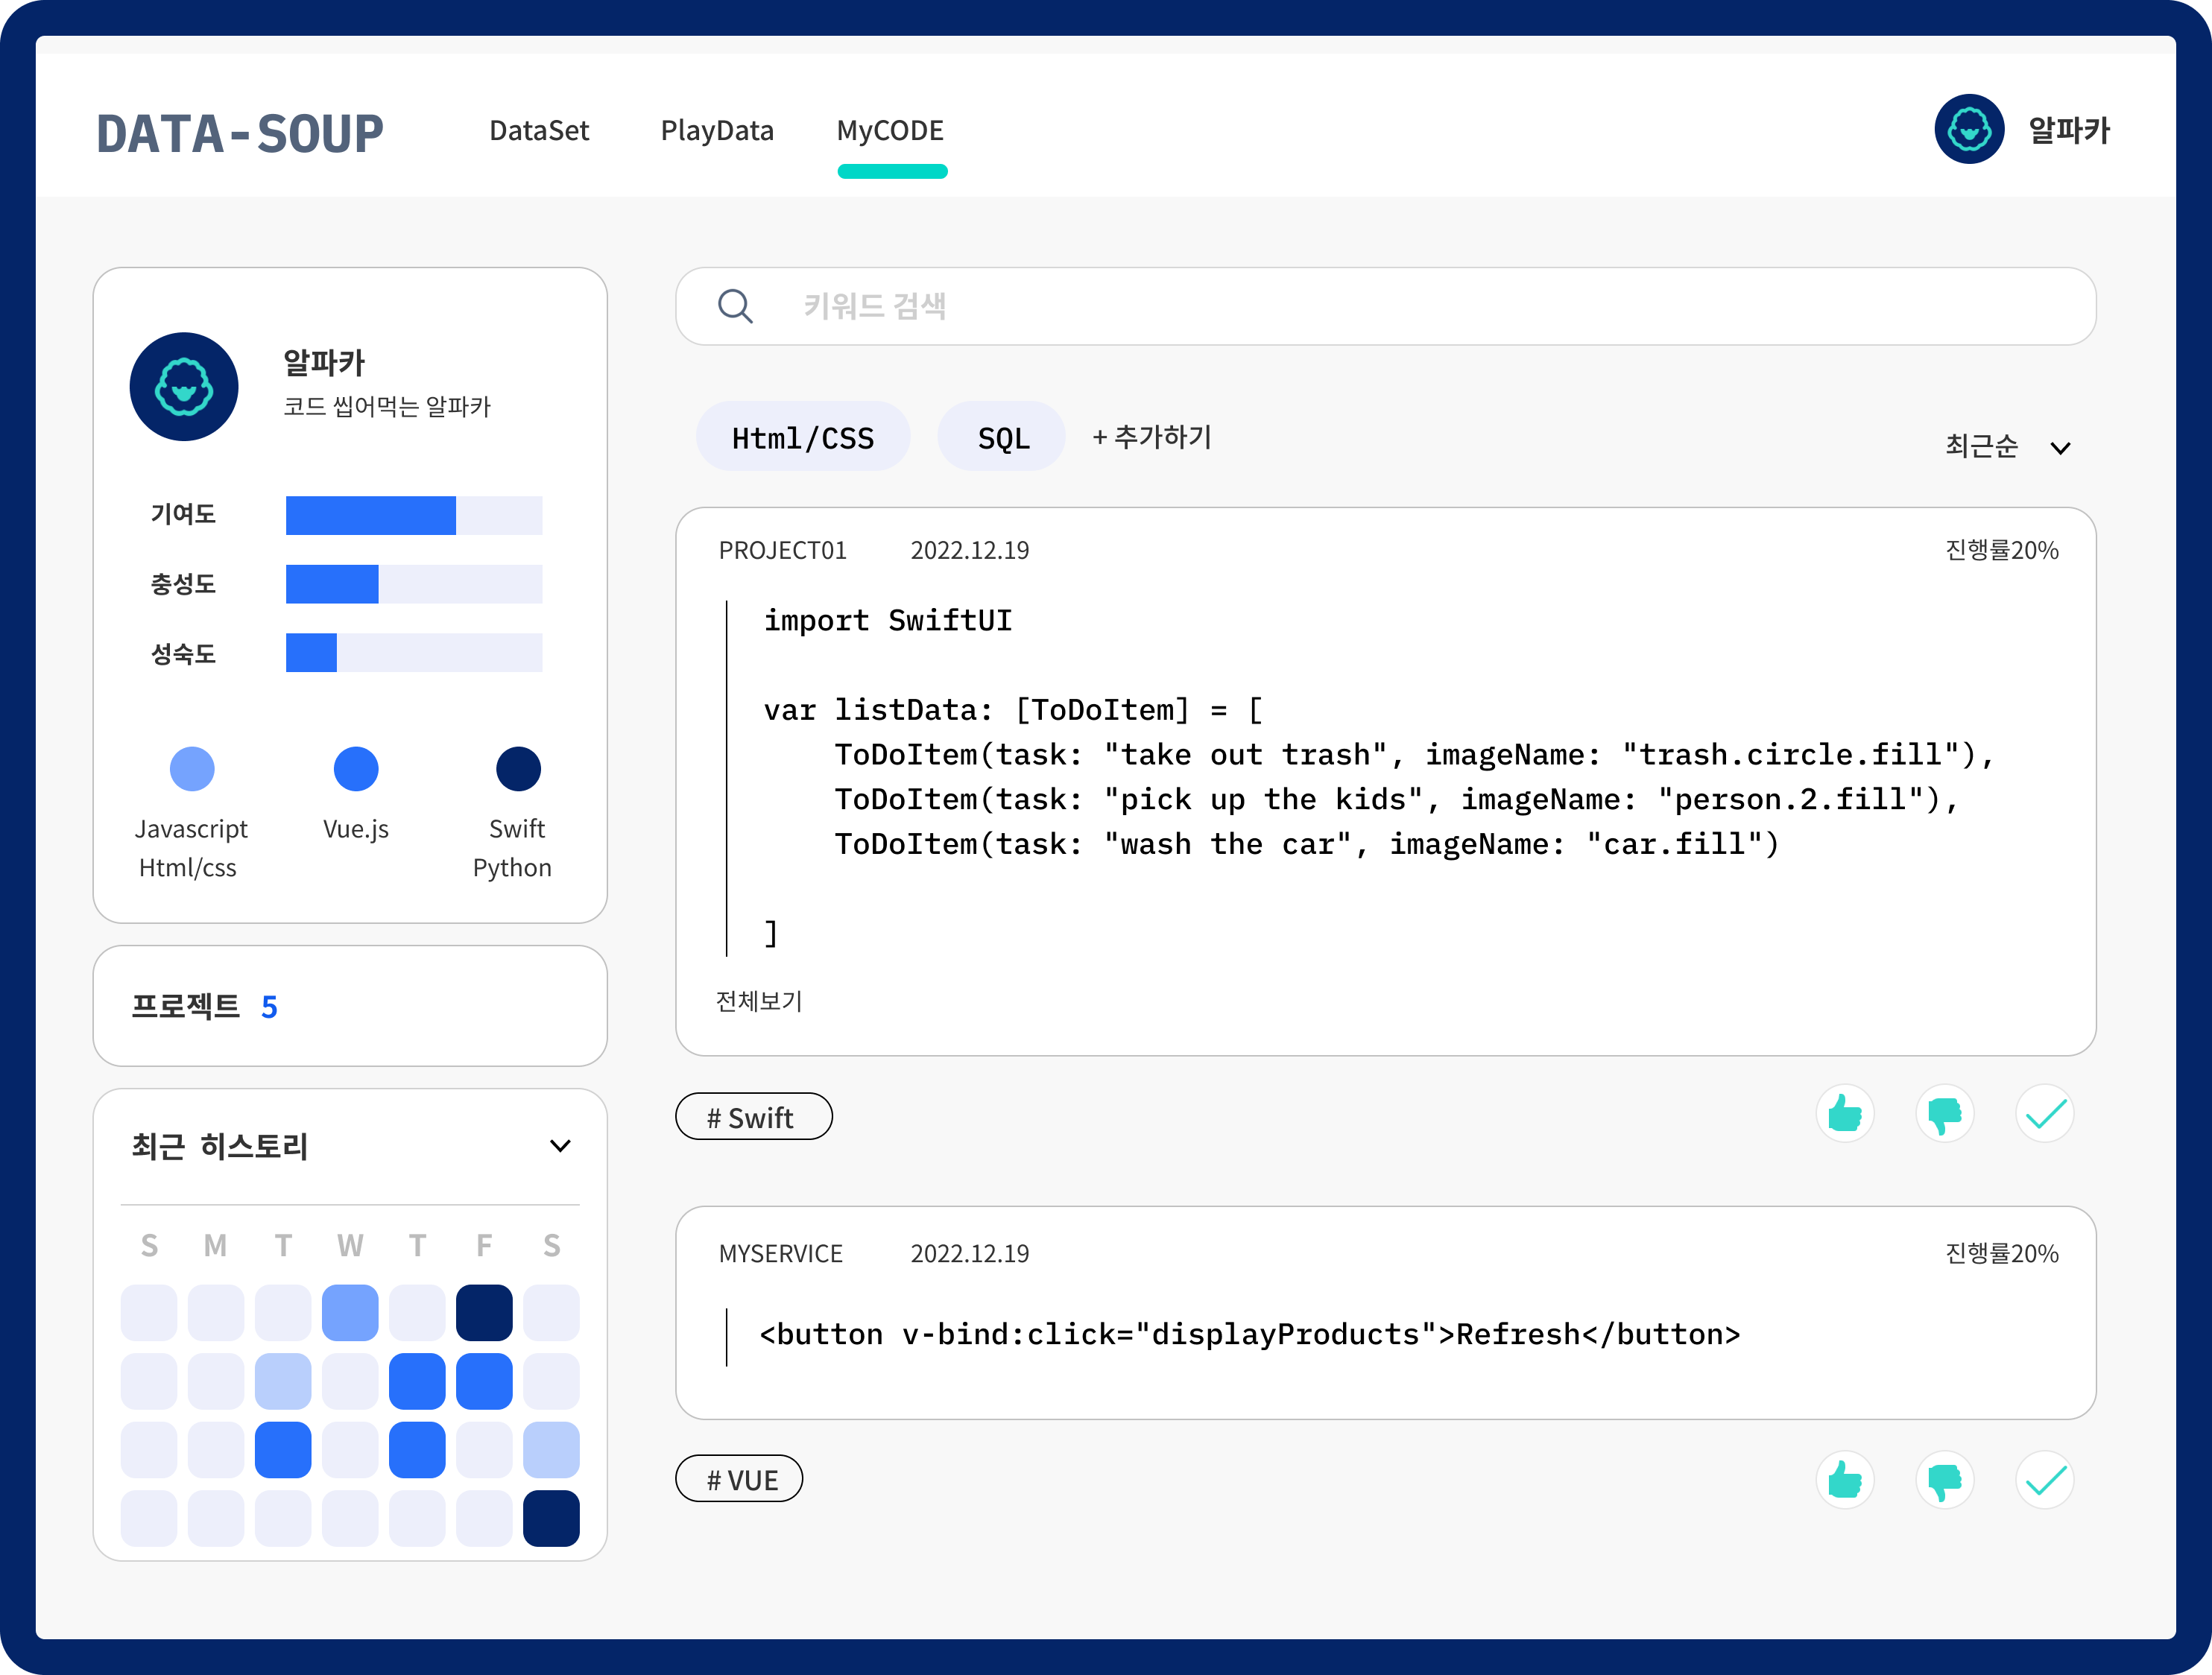 DATA-SOUP
DataSet
PlayData
MyCODE
알파카
알파카
코드 씹어먹는 알파카
기여도
충성도
성숙도
Javascript
Html/css
Vue.js
Swift
Python
프로젝트 5
최근 히스토리
S M T W T F S
키워드 검색
Html/CSS
SQL
+ 추가하기
최근순
PROJECT01 2022.12.19 진행률20%
import SwiftUI
var listData: [ToDoItem] = [
ToDoItem(task: "take out trash", imageName: "trash.circle.fill"),
ToDoItem(task: "pick up the kids", imageName: "person.2.fill"),
ToDoItem(task: "wash the car", imageName: "car.fill")
]
전체보기
# Swift
MYSERVICE 2022.12.19 진행률20%
<button v-bind:click="displayProducts">Refresh</button>
# VUE